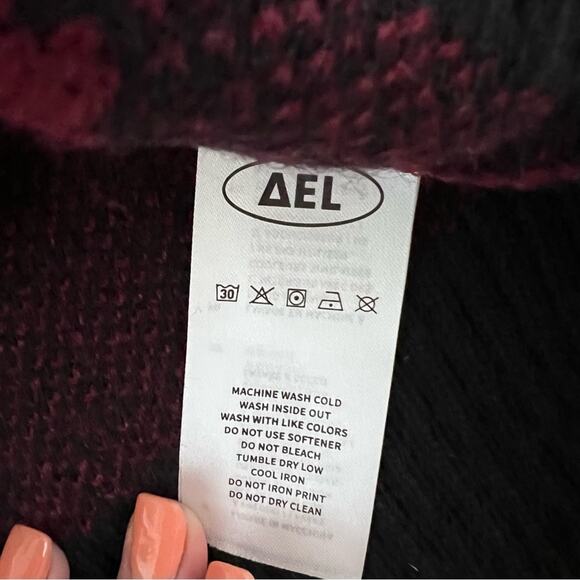 ΔEL
30
MACHINE WASH COLD
WASH INSIDE OUT
WASH WITH LIKE COLORS
DO NOT USE SOFTENER
DO NOT BLEACH
TUMBLE DRY LOW
COOL IRON
DO NOT IRON PRINT
DO NOT DRY CLEAN